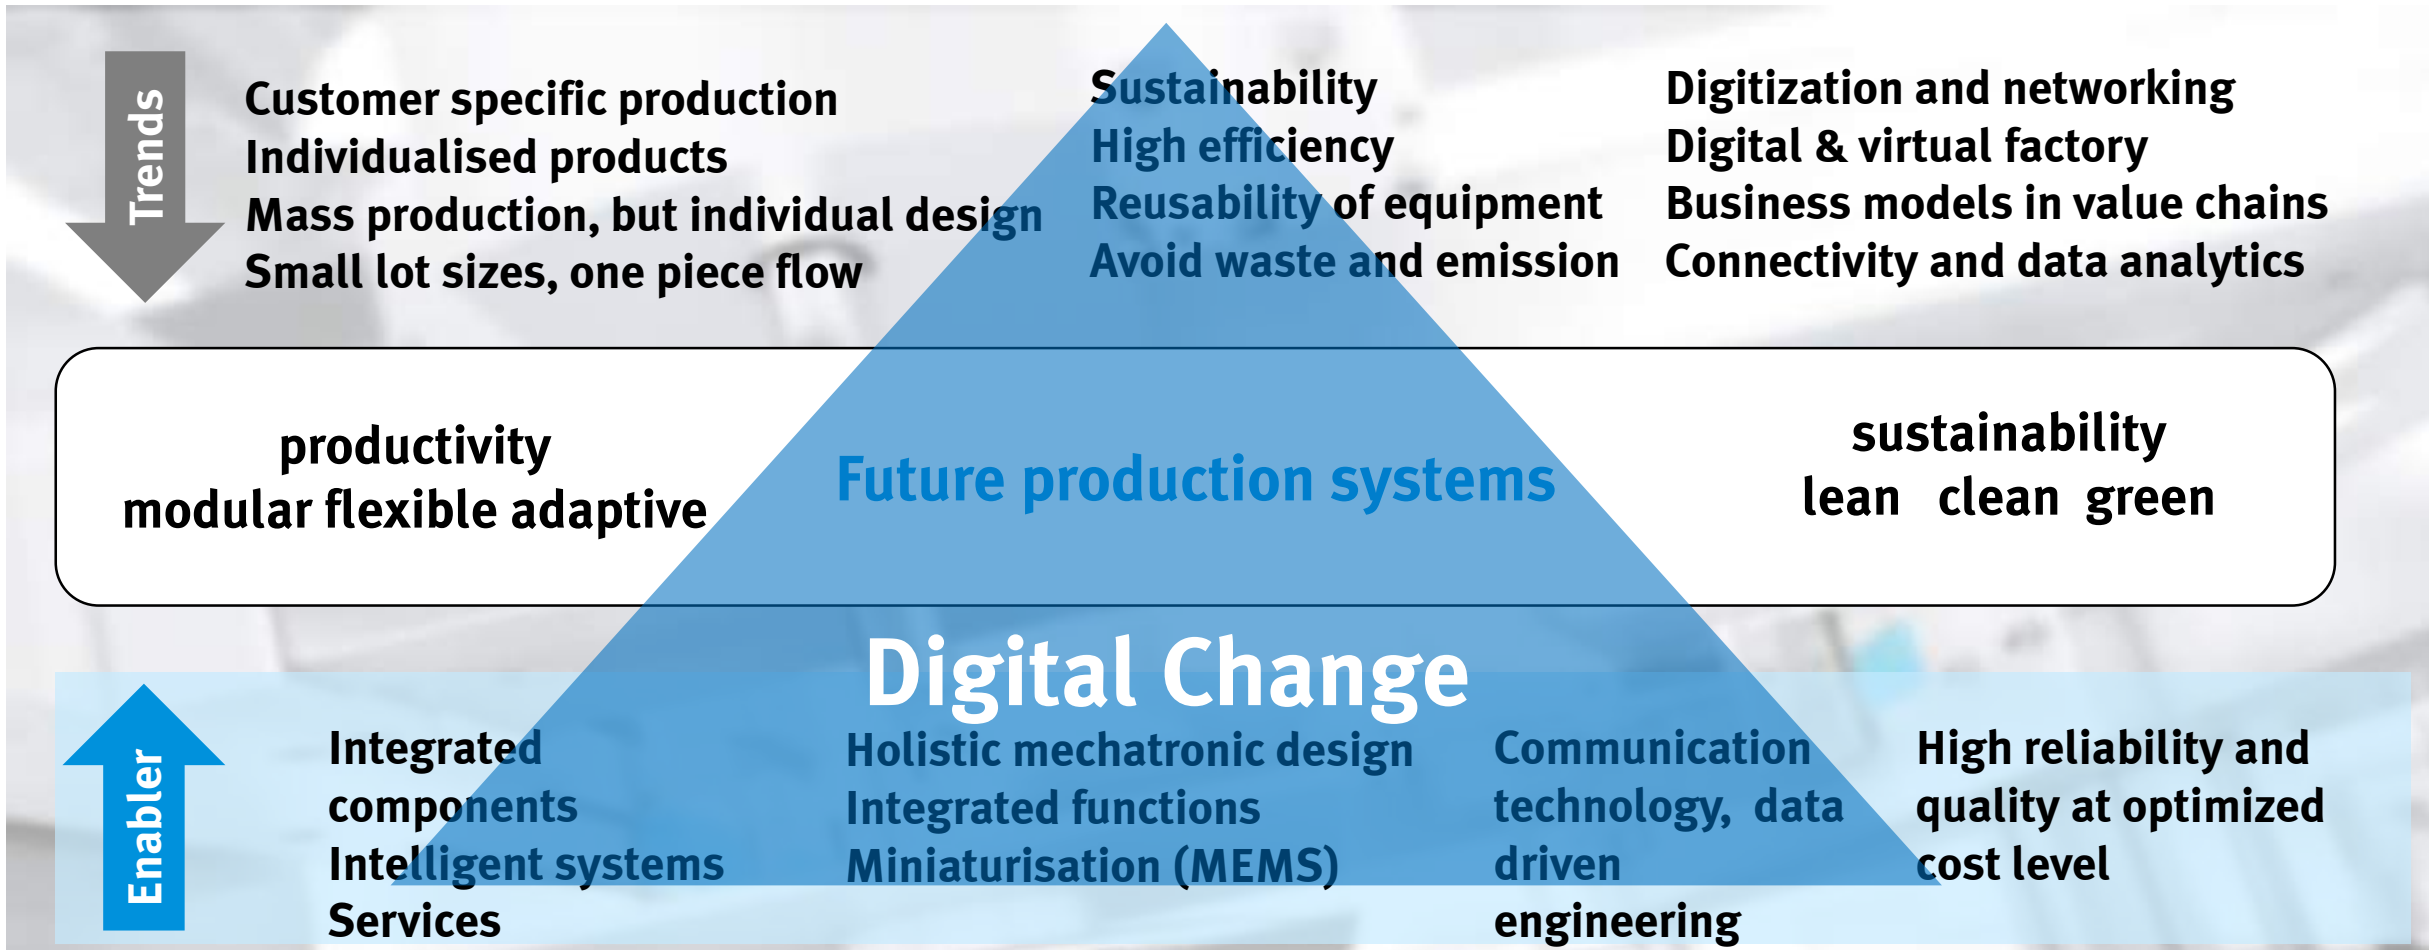 Trends
Customer specific production
Individualised products
Mass production, but individual design
Small lot sizes, one piece flow
Sustainability
High efficiency
Reusability of equipment
Avoid waste and emission
Digitization and networking
Digital & virtual factory
Business models in value chains
Connectivity and data analytics
productivity
modular flexible adaptive
Future production systems
sustainability
lean clean green
Digital Change
Enabler
Integrated
components
Intelligent systems
Services
Holistic mechatronic design
Integrated functions
Miniaturisation (MEMS)
Communication
technology, data
driven
engineering
High reliability and
quality at optimized
cost level